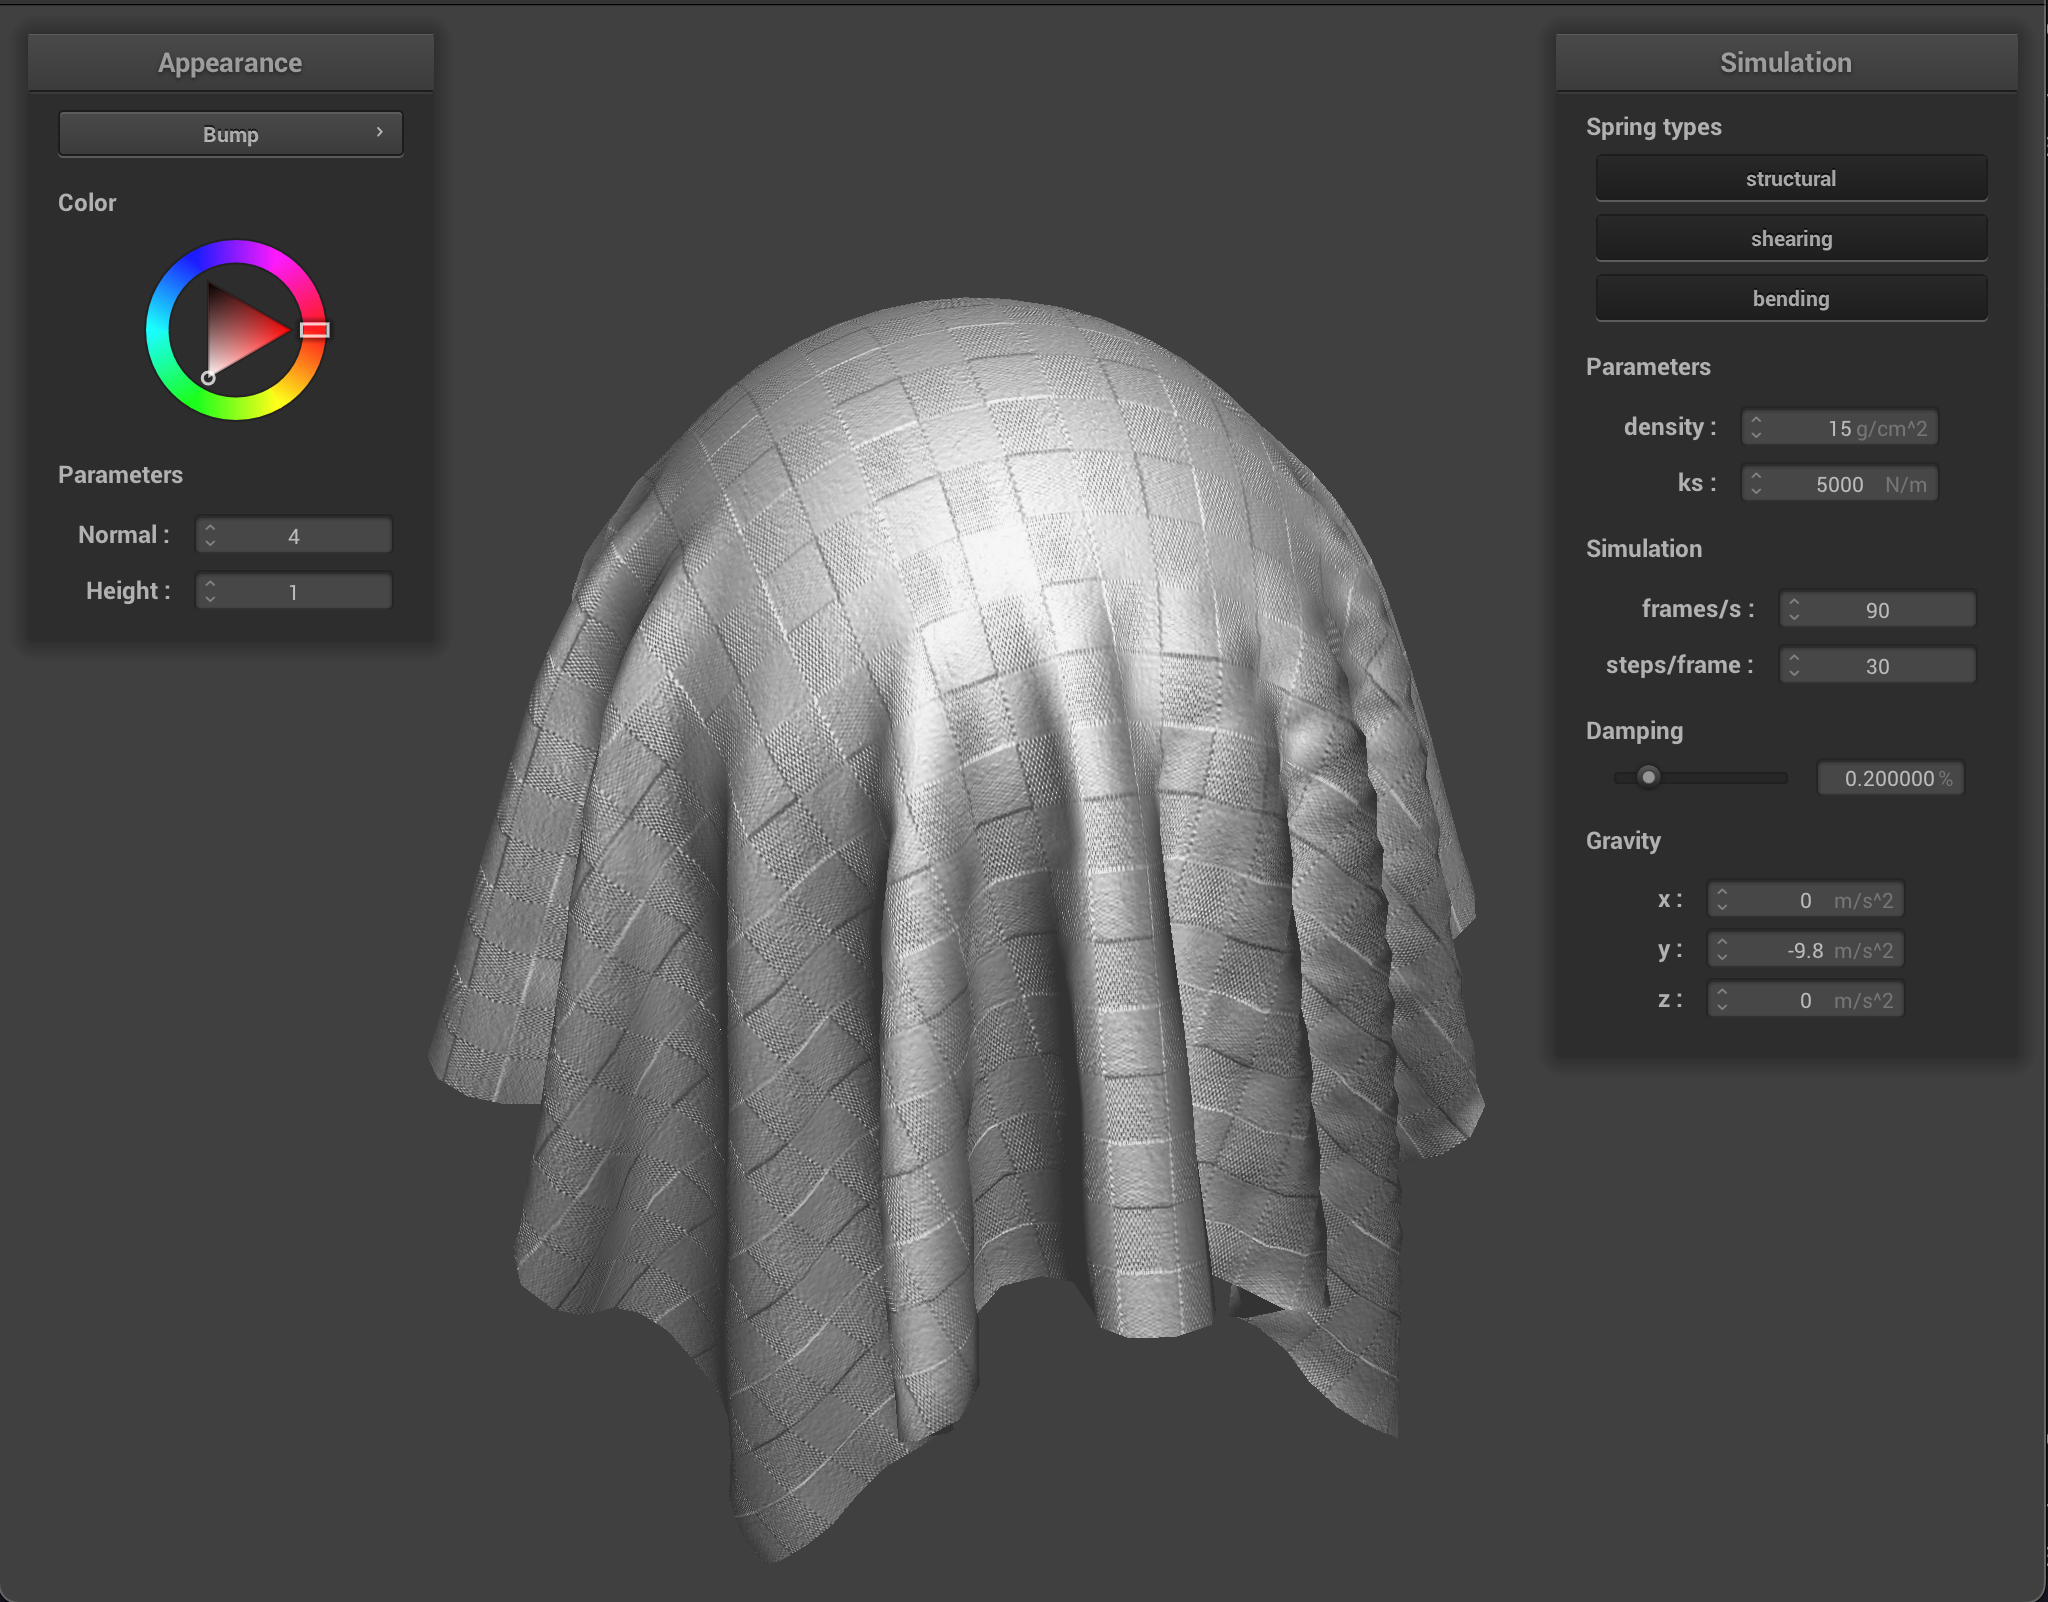 Appearance
Bump
Color
Parameters
Normal : 4
Height : 1
Simulation
Spring types
structural
shearing
bending
Parameters
density : 15 g/cm^2
ks : 5000 N/m
Simulation
frames/s : 90
steps/frame : 30
Damping
0.200000 %
Gravity
x : 0 m/s^2
y : -9.8 m/s^2
z : 0 m/s^2